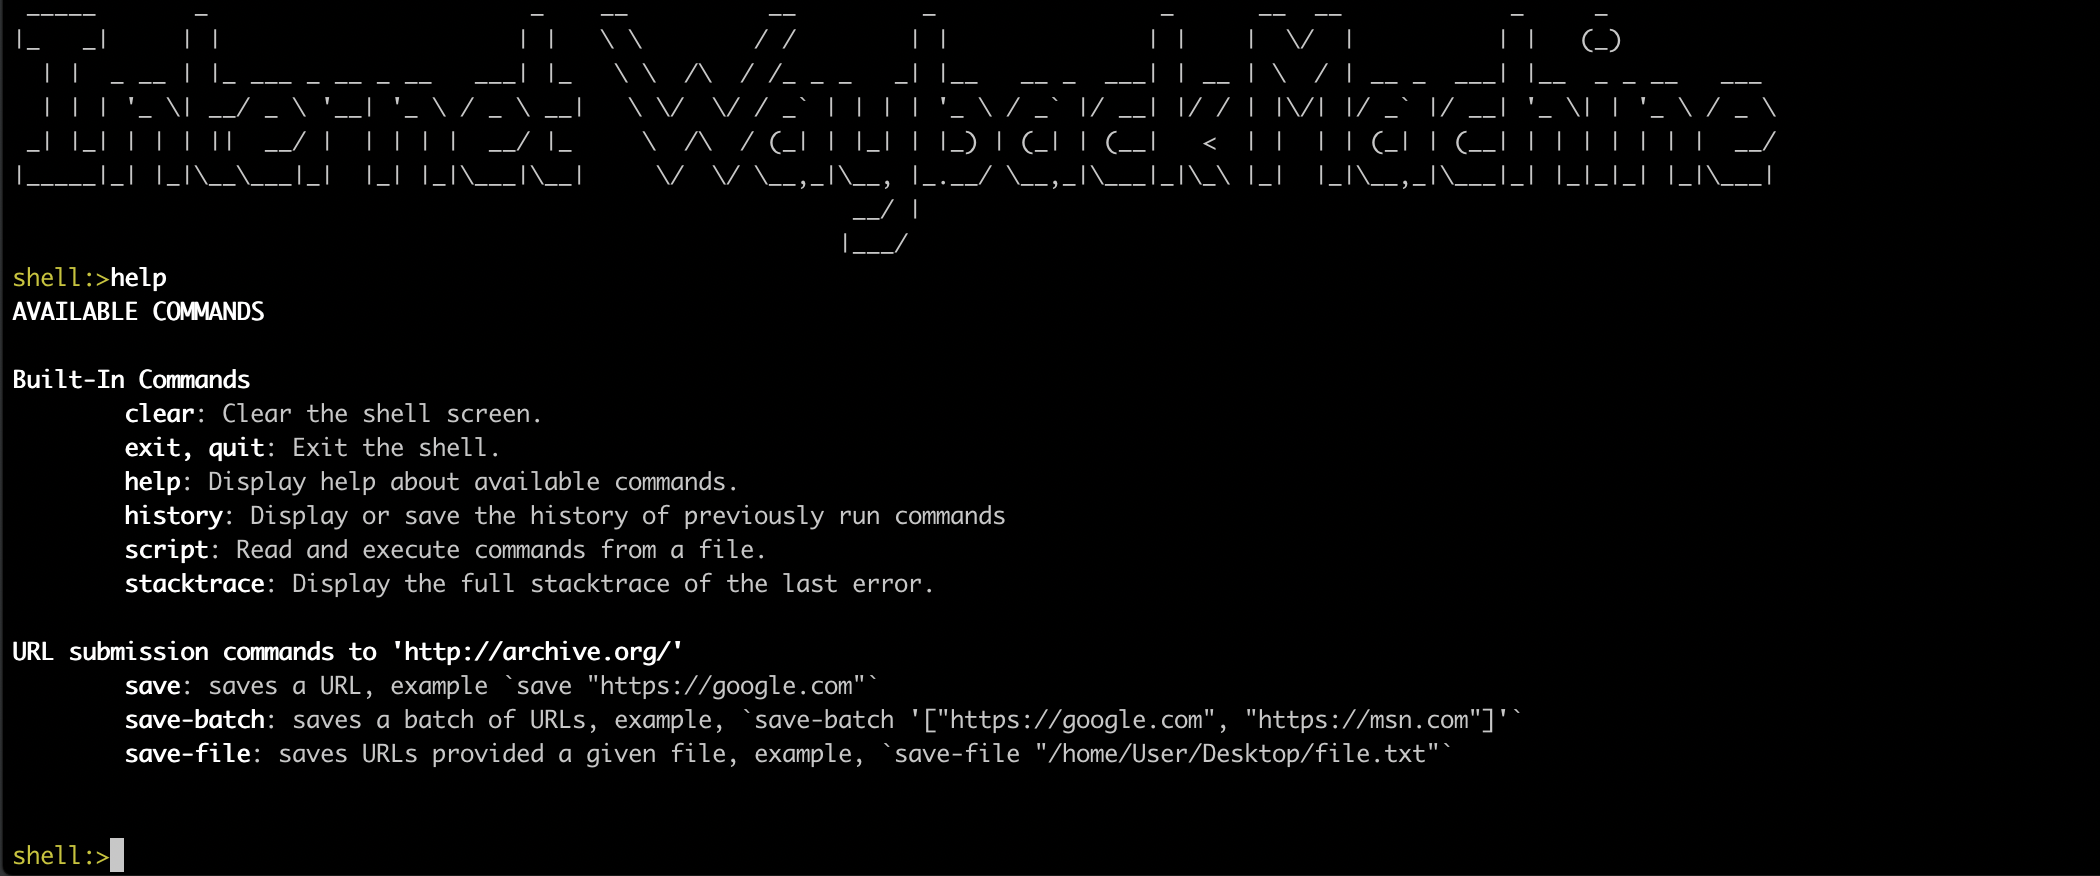 Internet Wayback Machine
shell:>help
AVAILABLE COMMANDS
Built-In Commands
clear: Clear the shell screen.
exit, quit: Exit the shell.
help: Display help about available commands.
history: Display or save the history of previously run commands
script: Read and execute commands from a file.
stacktrace: Display the full stacktrace of the last error.
URL submission commands to 'http://archive.org/'
save: saves a URL, example `save "https://google.com"`
save-batch: saves a batch of URLs, example, `save-batch '["https://google.com", "https://msn.com"]'`
save-file: saves URLs provided a given file, example, `save-file "/home/User/Desktop/file.txt"`
shell:>